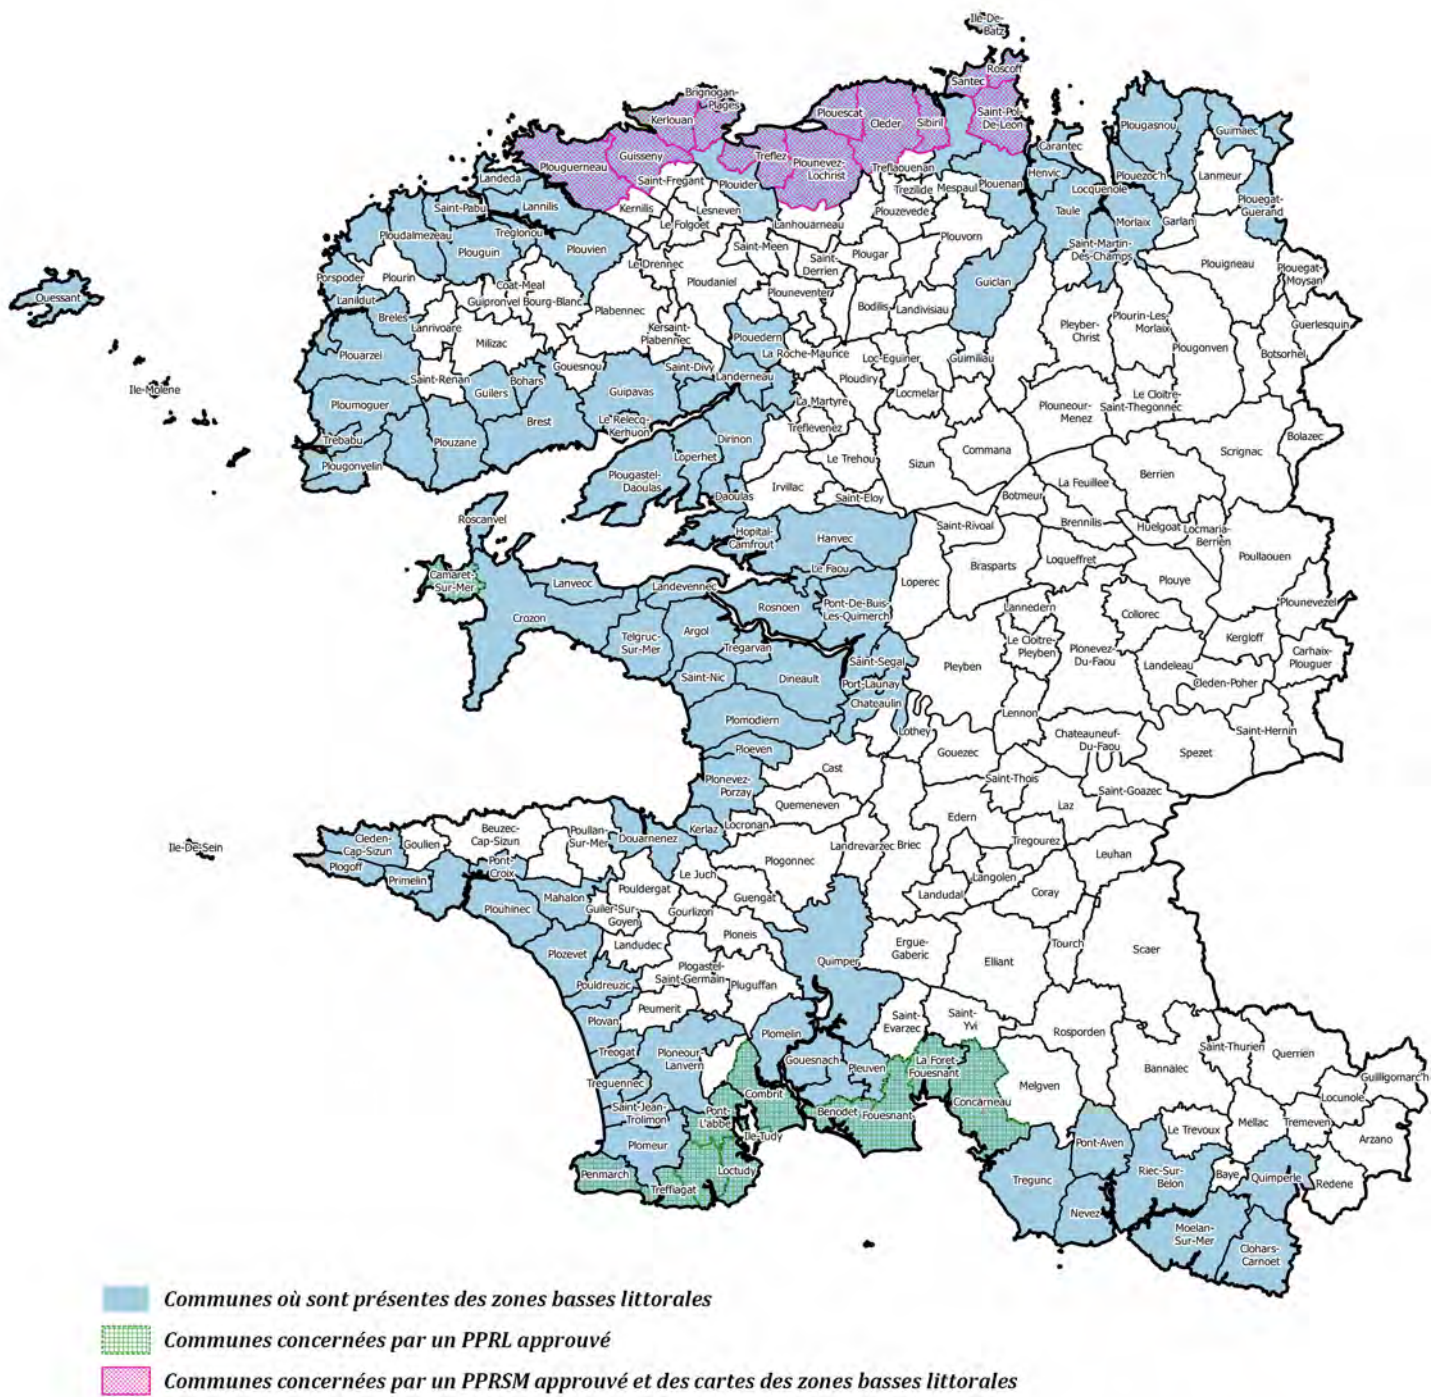 Ile-De-
Batz
Roscoff
Santec
Brignogan-
Plages
Plouescat
Cleder
Sibiril
Saint-Pol-
De-Leon
Kerlouan
Plougasnou
Guimaec
Carantec
Plouguerneau
Guisseny
Treflez
Plounevez-
Lochrist
Treflaouenan
Henvic
Plouezoc'h
Lanmeur
Landeda
Saint-Fregant
Plouider
Trezilde
Mespaul
Plouenan
Locquenole
Plouegat-
Guerand
Saint-Pabu
Lannilis
Kernilis
Lesneven
Plouzevede
Taule
Morlaix
Garlan
Ploudalmezeau
Treglonou
Le Folgoet
Lanhouarneau
Plouvorn
Saint-Martin-
Des-Champs
Plouguin
Plouvien
Saint-Meen
Saint-
Derrien
Plougar
Plouigneau
Plouegat-
Moysan
Porspoder
Plourin
Le Drennec
Ploudaniel
Guiclan
Ouessant
Lanildut
Coat-Meal
Guipronvel
Bourg-Blanc
Plouneventer
Bodilis
Landivisiau
Breles
Lanrivoare
Plabennec
Kersaint-
Plabennec
Plouedern
Pleyber-
Christ
Plourin-Les-
Morlaix
Guerlesquin
Plouarzel
Milizac
La Roche-Maurice
Loc-Eguiner
Guimiliau
Plougonven
Botsorhel
Saint-Renan
Gouesnou
Saint-Divy
Landerneau
Ploudiry
Locmelar
Ile-Molene
Guilers
Bohars
Guipavas
La Martyre
Plouneour-
Menez
Le Cloitre-
Saint-Thegonnec
Ploumoguer
Brest
Le Relecq-
Kerhuon
Treflevenez
Trebabu
Plouzane
Dirinon
Bolazec
Plougonvelin
Loperhet
Le Trehou
Sizun
Commana
Scrignac
Plougastel-
Daoulas
Irvillac
La Feuillee
Berrien
Daoulas
Saint-Eloy
Botmeur
Roscanvel
Hopital-
Camfrout
Hanvec
Saint-Rivoal
Brennilis
Huelgoat
Locmaria-
Berrien
Poullaouen
Camaret-
Sur-Mer
Lanveoc
Landevennec
Le Faou
Loperec
Brasparts
Loqueffret
Plouye
Crozon
Rosnoen
Pont-De-Buis-
Les-Quimerch
Lannedern
Collorec
Plounevezel
Telgruc-
Sur-Mer
Argol
Tregarvan
Le Cloitre-
Pleyben
Plonevez-
Du-Faou
Kergloff
Carhaix-
Plouguer
Saint-Nic
Dineault
Saint-Segal
Port-Launay
Pleyben
Landeleau
Cleden-Poher
Chateaulin
Plomodiern
Lothey
Lennon
Chateauneuf-
Du-Faou
Spezet
Saint-Hernin
Ploeven
Gouezec
Plonevez-
Porzay
Cast
Saint-Thois
Saint-Goazec
Quemeneven
Laz
Ile-De-Sein
Cleden-
Cap-Sizun
Goulien
Beuzec-
Cap-Sizun
Poullan-
Sur-Mer
Douarnenez
Kerlaz
Locronan
Landrevarzec
Briec
Edern
Tregourez
Leuhan
Plogoff
Primelin
Pont-
Croix
Le Juch
Plogonnec
Langolen
Plouhinec
Mahalon
Pouldergat
Guengat
Landudal
Coray
Guiler-Sur-
Goyen
Gourlizon
Plozevet
Landudec
Ploneis
Quimper
Ergue-
Gaberic
Elliant
Tourch
Scaer
Pouldreuzic
Plogastel-
Saint-Germain
Pluguffan
Plovan
Peumerit
Plomelin
Saint-
Evarzec
Saint-
Yvi
Rosporden
Treogat
Ploneour-
Lanvern
Gouesnach
Pleuven
La Foret-
Fouesnant
Melgven
Bannalec
Saint-Thurien
Querrien
Guilligomarc'h
Treguennec
Combrit
Concarneau
Locunole
Saint-Jean-
Trolimon
Pont-
L'abbe
Benodet
Fouesnant
Le Trevoux
Mellac
Tremeven
Arzano
Plomeur
Ile-Tudy
Pont-Aven
Penmarch
Loctudy
Treffiagat
Tregunc
Riec-Sur-
Belon
Baye
Quimperle
Redene
Nevez
Moelan-
Sur-Mer
Clohars-
Carnoet
Communes où sont présentes des zones basses littorales
Communes concernées par un PPRL approuvé
Communes concernées par un PPRSM approuvé et des cartes des zones basses littorales